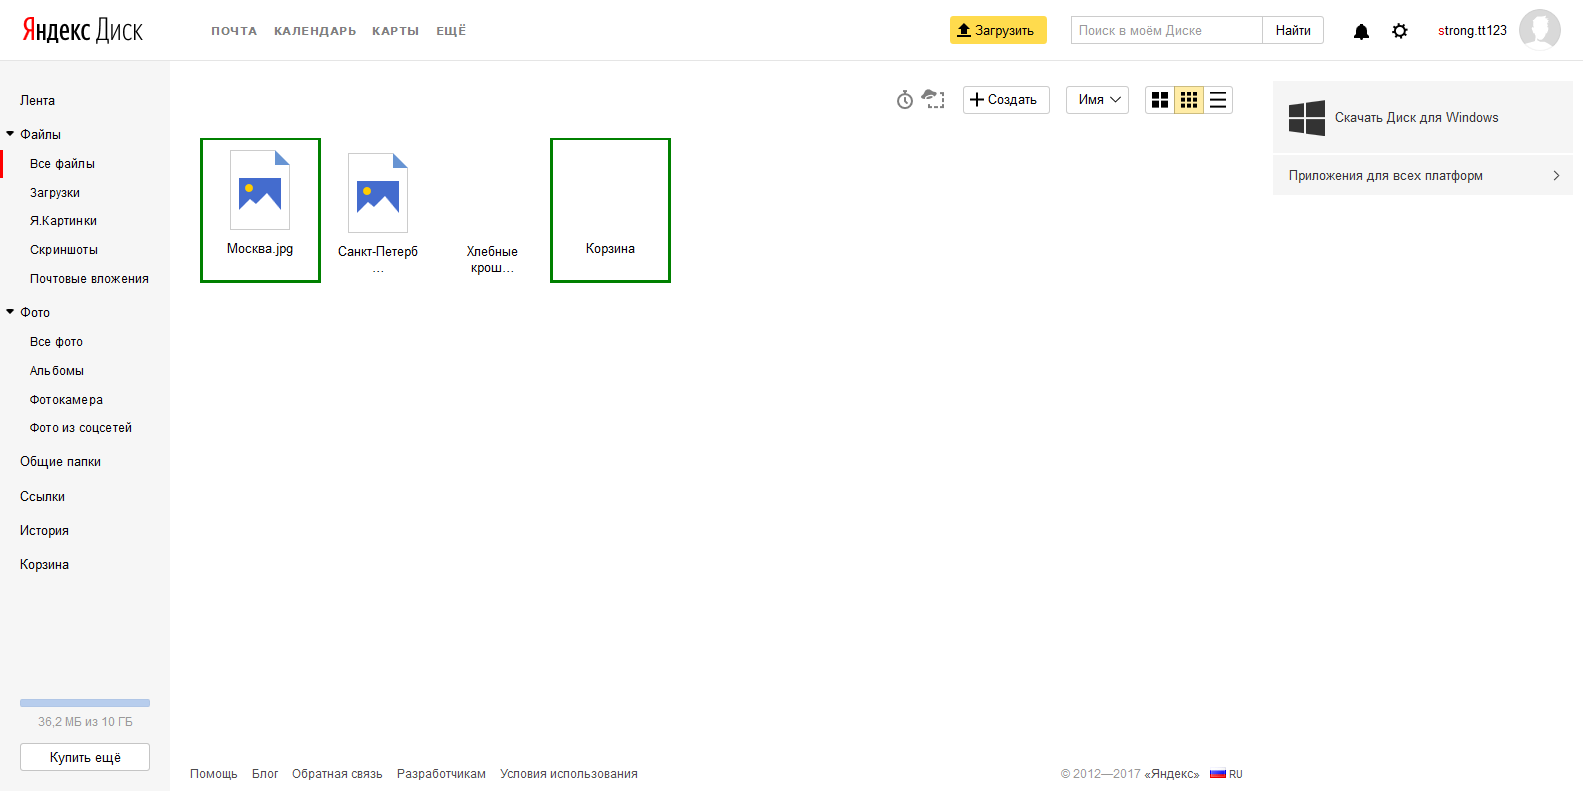 Яндекс Диск
ПОЧТА КАЛЕНДАРЬ КАРТЫ ЕЩЁ
Загрузить
Поиск в моём Диске
Найти
strong.tt123
Лента
Файлы
Все файлы
Загрузки
Я.Картинки
Скриншоты
Почтовые вложения
Фото
Все фото
Альбомы
Фотокамера
Фото из соцсетей
Общие папки
Ссылки
История
Корзина
36,2 МБ из 10 ГБ
Купить ещё
Создать
Имя
Москва.jpg
Санкт-Петерб
...
Хлебные
крош...
Корзина
Скачать Диск для Windows
Приложения для всех платформ
Помощь Блог Обратная связь Разработчикам Условия использования
© 2012—2017 «Яндекс» RU